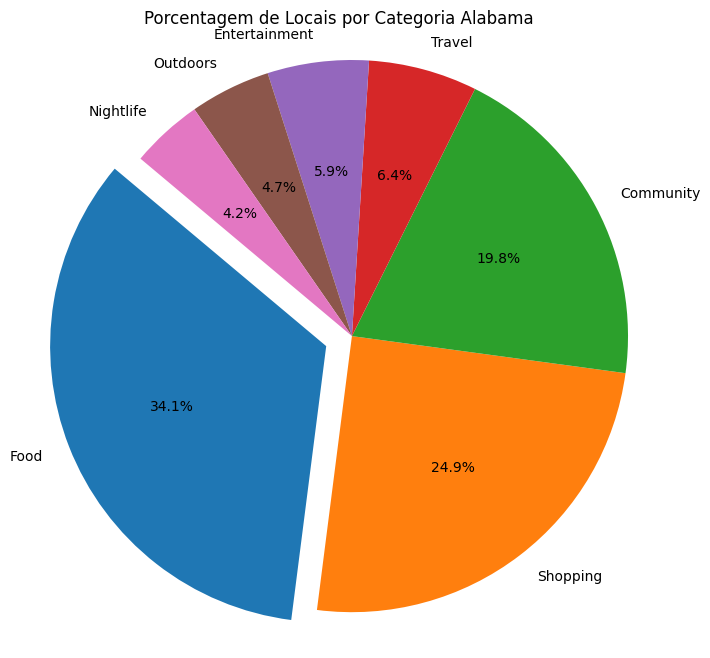 Porcentagem de Locais por Categoria Alabama
Entertainment
Travel
Outdoors
Nightlife
Community
5.9%
6.4%
4.7%
4.2%
19.8%
34.1%
Food
24.9%
Shopping